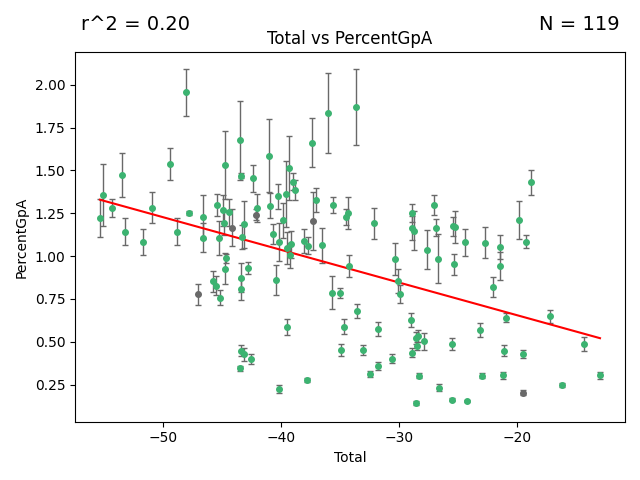 r^2 = 0.20
N = 119
Total vs PercentGpA
PercentGpA
2.00
1.75
1.50
1.25
1.00
0.75
0.50
0.25
−50
−40
−30
−20
Total